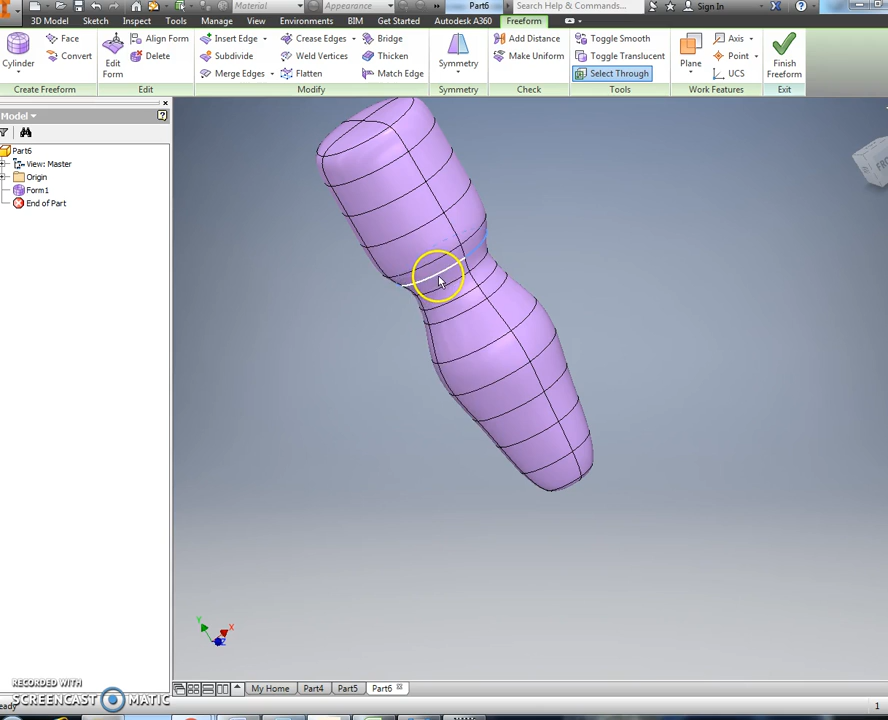 Material
Appearance
Part6
Search Help & Commands...
Sign In
3D Model
Sketch
Inspect
Tools
Manage
View
Environments
BIM
Get Started
Autodesk A360
Freeform
Cylinder
Face
Convert
Create Freeform
Edit
Form
Align Form
Delete
Edit
Insert Edge
Subdivide
Merge Edges
Crease Edges
Weld Vertices
Flatten
Bridge
Thicken
Match Edge
Modify
Symmetry
Symmetry
Add Distance
Make Uniform
Check
Toggle Smooth
Toggle Translucent
Select Through
Tools
Plane
Axis
Point
UCS
Work Features
Finish
Freeform
Exit
Model
Part6
View: Master
Origin
Form1
End of Part
FRONT
Y
X
Z
RECORDED WITH
SCREENCAST MATIC
My Home
Part4
Part5
Part6
eady
1